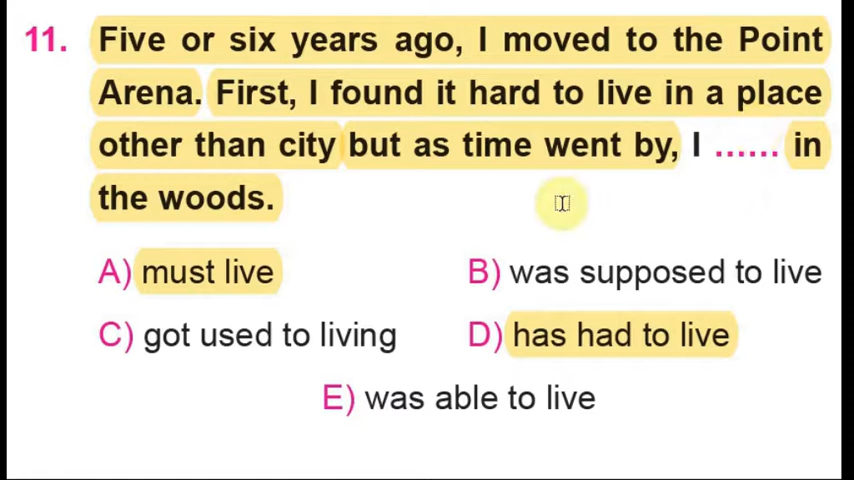 11. Five or six years ago, I moved to the Point
Arena. First, I found it hard to live in a place
other than city but as time went by, I ...... in
the woods.
A) must live
B) was supposed to live
C) got used to living
D) has had to live
E) was able to live